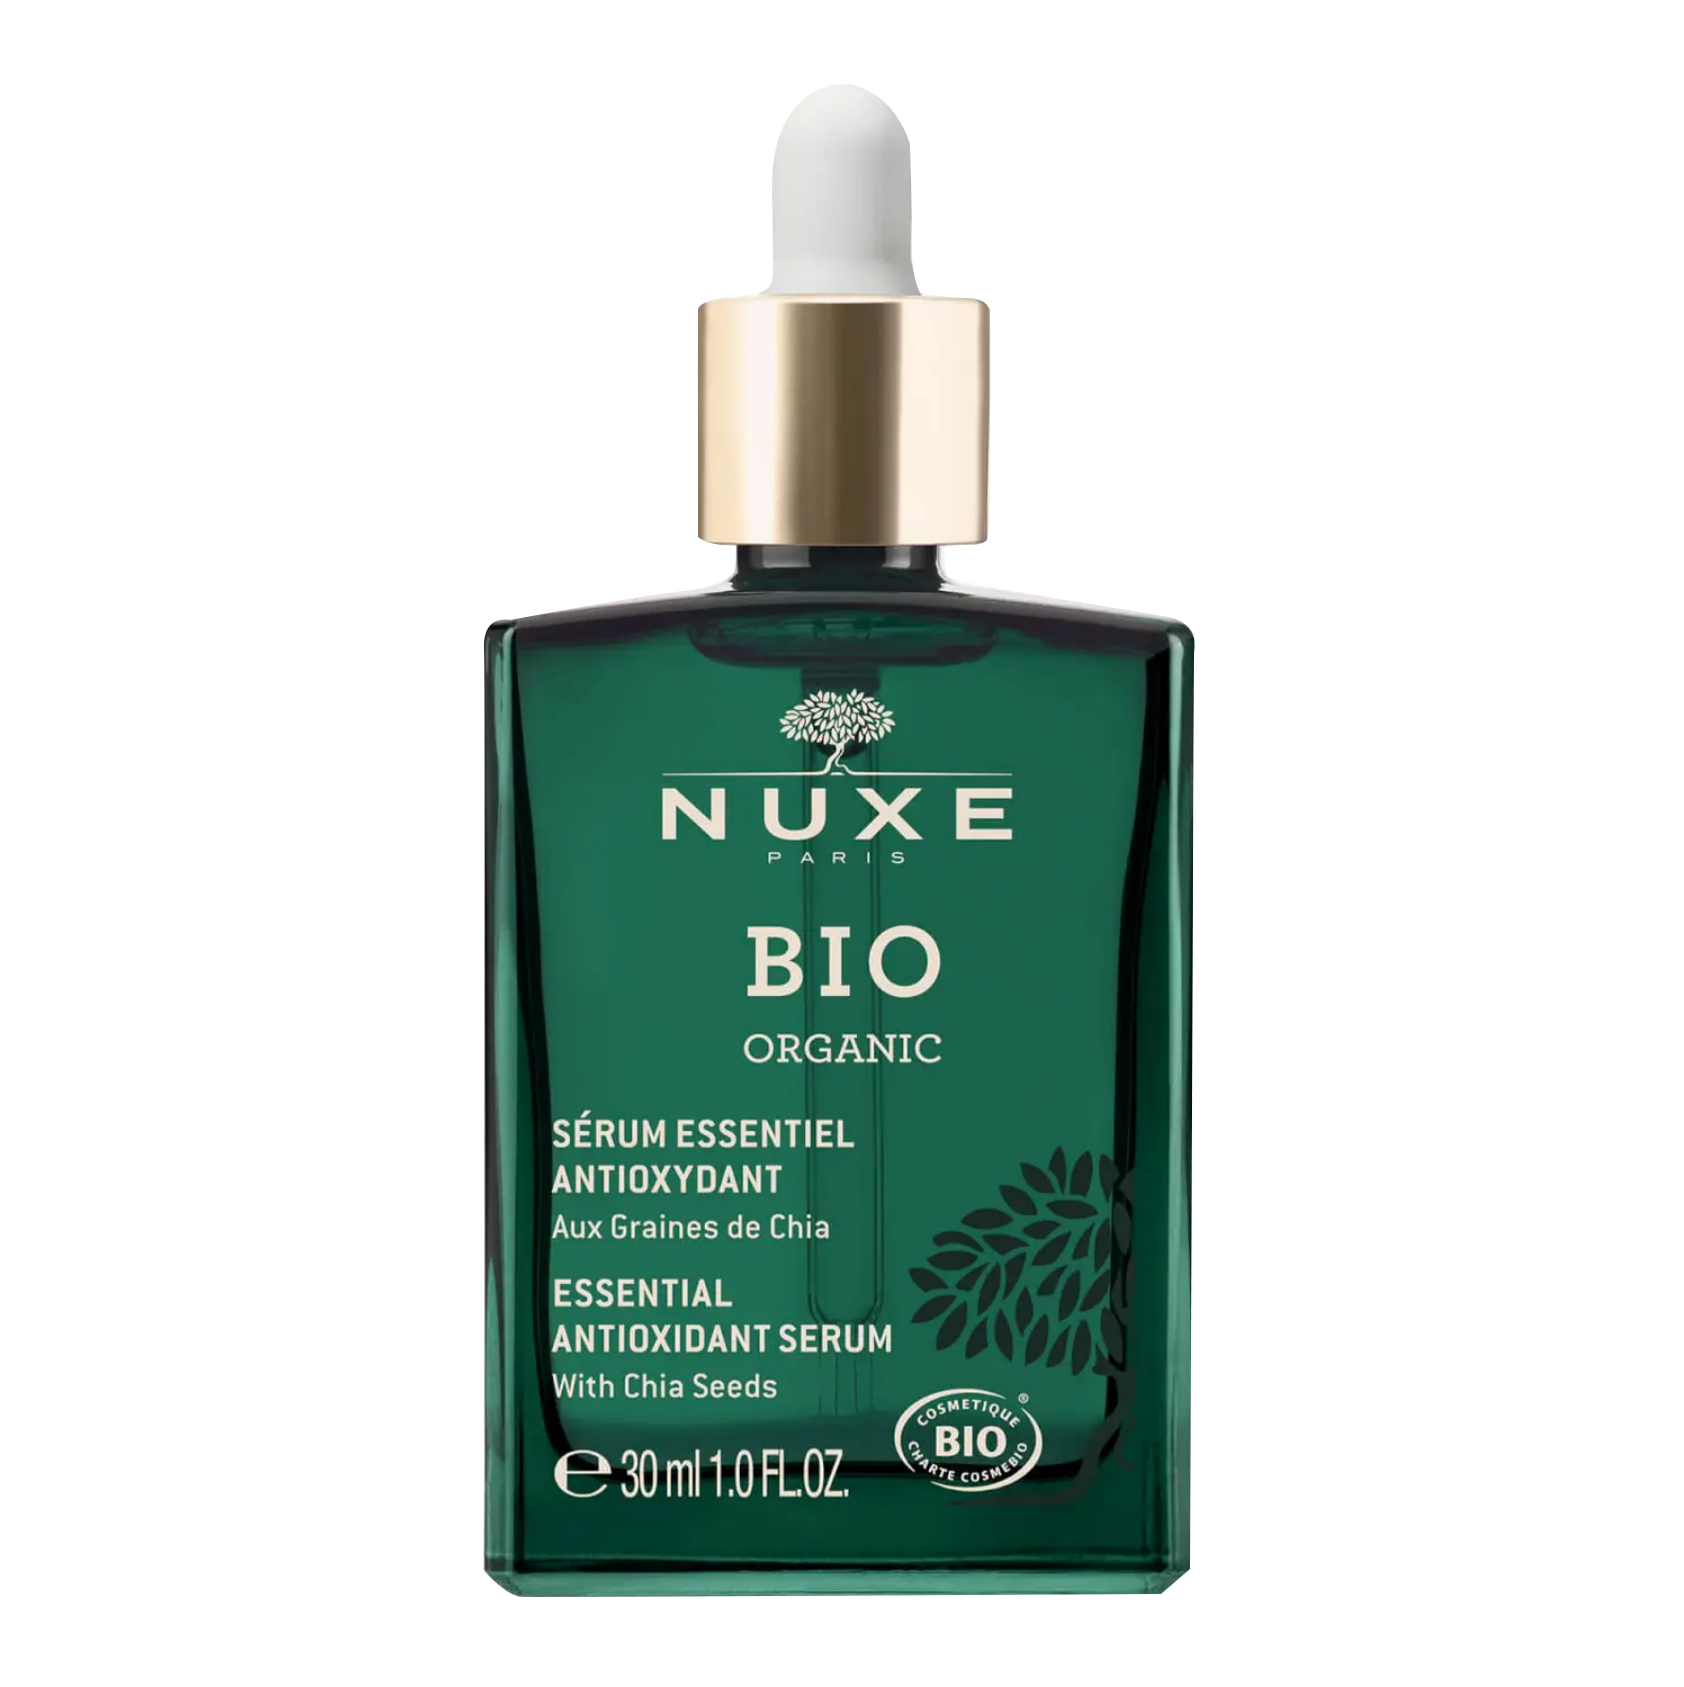 NUXE
PARIS
BIO
ORGANIC
SÉRUM ESSENTIEL
ANTIOXYDANT
Aux Graines de Chia
ESSENTIAL
ANTIOXIDANT SERUM
With Chia Seeds
℮ 30 ml 1.0 FL.OZ.
COSMETIQUE
®
BIO
CHARTE COSMEBIO